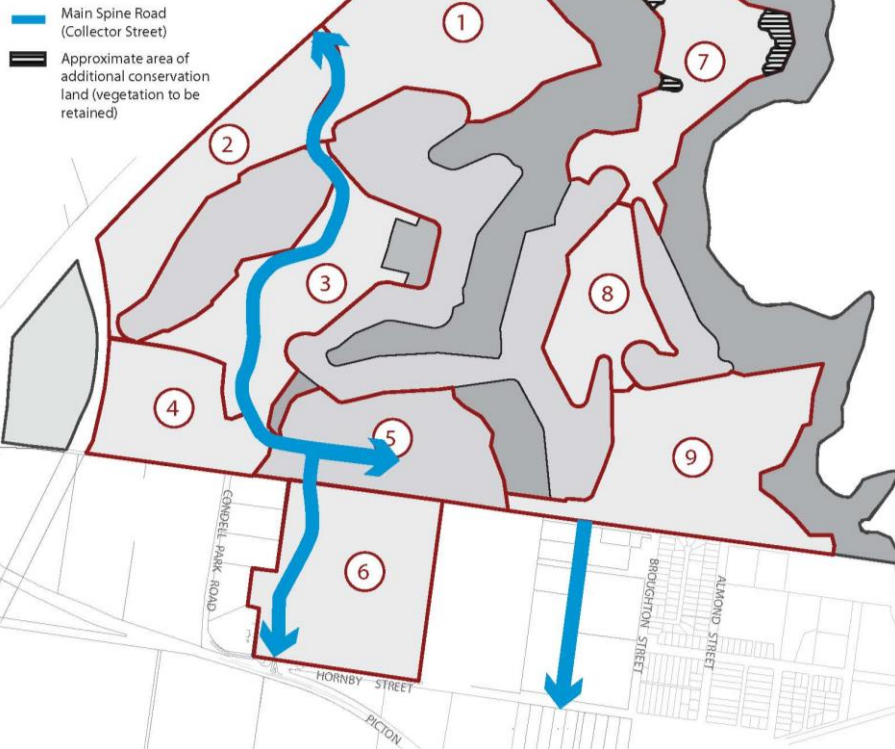 Main Spine Road
(Collector Street)
Approximate area of
additional conservation
land (vegetation to be
retained)
1
7
2
3
8
4
5
9
6
CONDELL PARK ROAD
BROUGHTON STREET
ALMOND STREET
HORNBY STREET
PICTON